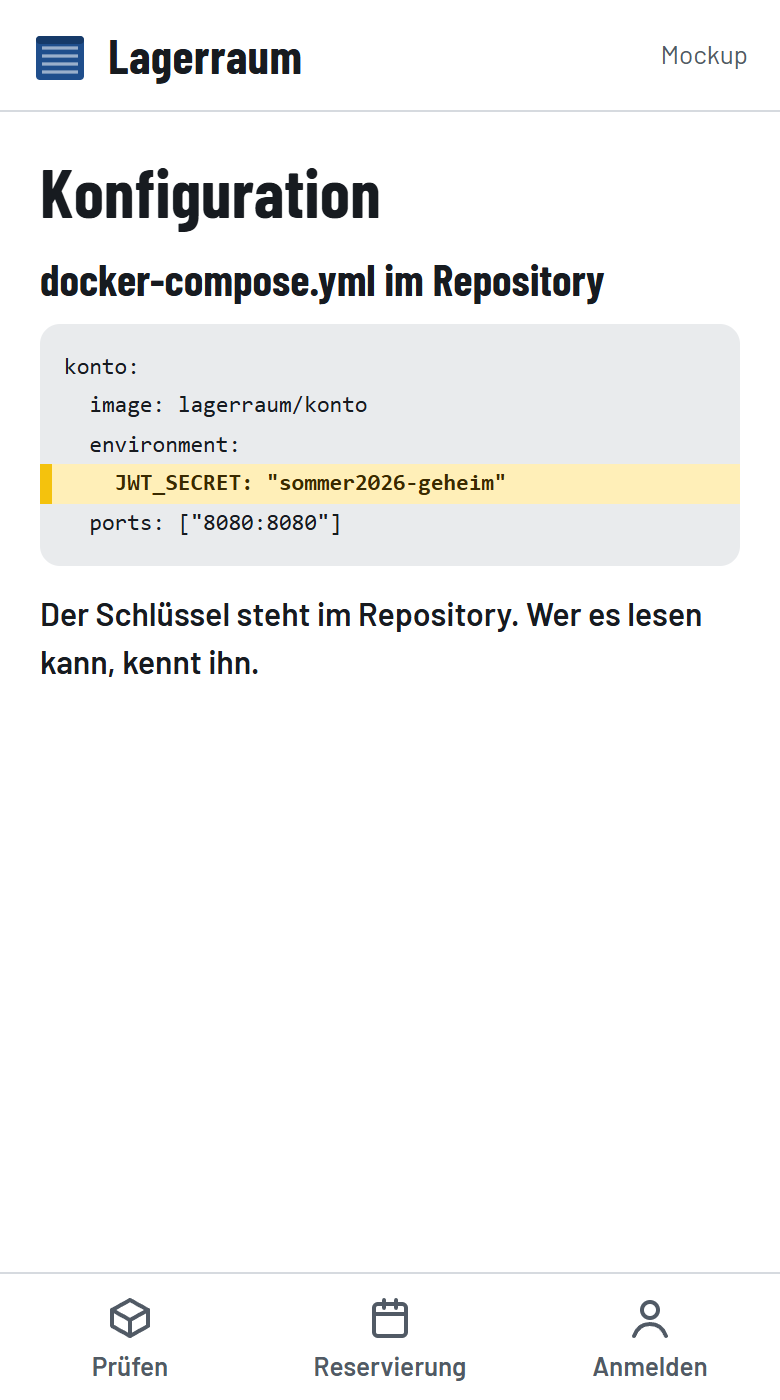 Lagerraum
Mockup
Konfiguration
docker-compose.yml im Repository
konto:
  image: lagerraum/konto
  environment:
    JWT_SECRET: "sommer2026-geheim"
  ports: ["8080:8080"]
Der Schlüssel steht im Repository. Wer es lesen
kann, kennt ihn.
Prüfen
Reservierung
Anmelden